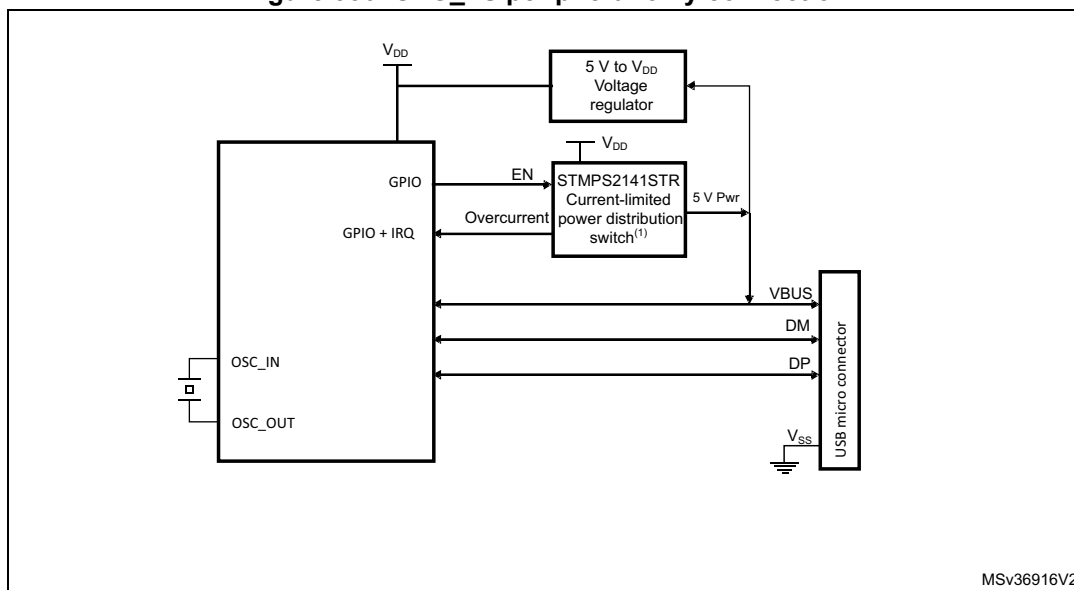 V_DD
5 V to V_DD
Voltage
regulator
V_DD
GPIO
EN
STMPS2141STR
Current-limited
power distribution
switch(1)
5 V Pwr
Overcurrent
GPIO + IRQ
VBUS
DM
DP
OSC_IN
OSC_OUT
V_SS
USB micro connector
MSv36916V2